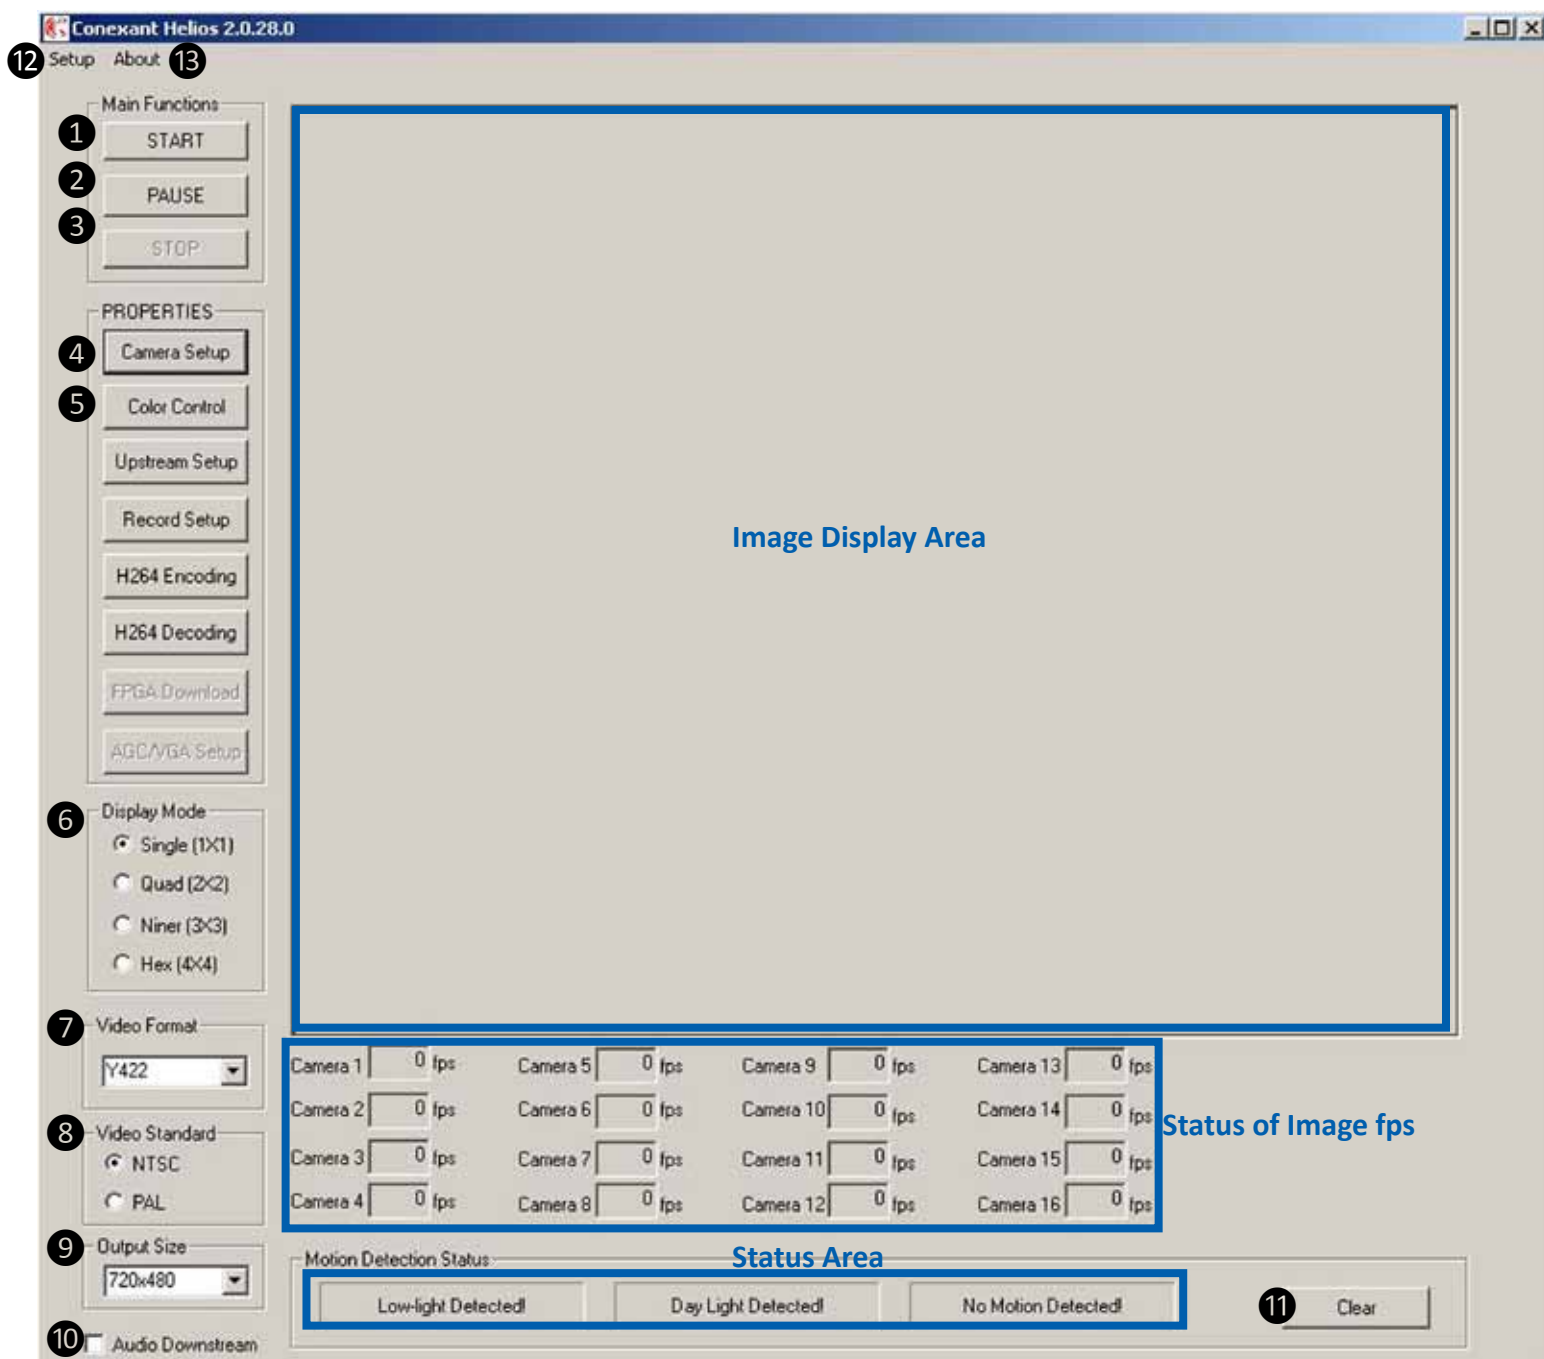 Conexant Helios 2.0.28.0
12 Setup About 13
Main Functions
1 START
2 PAUSE
3 STOP
PROPERTIES
4 Camera Setup
5 Color Control
Upstream Setup
Record Setup
H264 Encoding
H264 Decoding
FPGA Download
AGC/VGA Setup
Image Display Area
6 Display Mode
Single (1X1)
Quad (2X2)
Niner (3X3)
Hex (4X4)
7 Video Format
Y422
8 Video Standard
NTSC
PAL
9 Output Size
720x480
10 Audio Downstream
Camera 1 0 fps Camera 5 0 fps Camera 9 0 fps Camera 13 0 fps
Camera 2 0 fps Camera 6 0 fps Camera 10 0 fps Camera 14 0 fps
Status of Image fps
Camera 3 0 fps Camera 7 0 fps Camera 11 0 fps Camera 15 0 fps
Camera 4 0 fps Camera 8 0 fps Camera 12 0 fps Camera 16 0 fps
Motion Detection Status
Status Area
Low-light Detected! Day Light Detected! No Motion Detected! 11 Clear